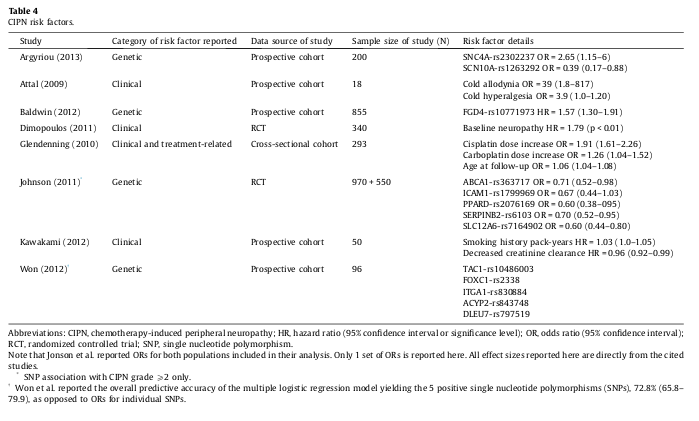 Table 4
CIPN risk factors.
Study Category of risk factor reported Data source of study Sample size of study (N) Risk factor details
Argyriou (2013) Genetic Prospective cohort 200 SNC4A-rs2302237 OR = 2.65 (1.15–6)
SCN10A-rs1263292 OR = 0.39 (0.17–0.88)
Attal (2009) Clinical Prospective cohort 18 Cold allodynia OR = 39 (1.8–817)
Cold hyperalgesia OR = 3.9 (1.0–1.20)
Baldwin (2012) Genetic Prospective cohort 855 FGD4-rs10771973 HR = 1.57 (1.30–1.91)
Dimopoulos (2011) Clinical RCT 340 Baseline neuropathy HR = 1.79 (p < 0.01)
Glendenning (2010) Clinical and treatment-related Cross-sectional cohort 293 Cisplatin dose increase OR = 1.91 (1.61–2.26)
Carboplatin dose increase OR = 1.26 (1.04–1.52)
Age at follow-up OR = 1.06 (1.04–1.08)
Johnson (2011)* Genetic RCT 970 + 550 ABCA1-rs363717 OR = 0.71 (0.52–0.98)
ICAM1-rs1799969 OR = 0.67 (0.44–1.03)
PPARD-rs2076169 OR = 0.60 (0.38–095)
SERPINB2-rs6103 OR = 0.70 (0.52–0.95)
SLC12A6-rs7164902 OR = 0.60 (0.44–0.80)
Kawakami (2012) Clinical Prospective cohort 50 Smoking history pack-years HR = 1.03 (1.0–1.05)
Decreased creatinine clearance HR = 0.96 (0.92–0.99)
Won (2012)† Genetic Prospective cohort 96 TAC1-rs10486003
FOXC1-rs2338
ITGA1-rs830884
ACYP2-rs843748
DLEU7-rs797519
Abbreviations: CIPN, chemotherapy-induced peripheral neuropathy; HR, hazard ratio (95% confidence interval or significance level); OR, odds ratio (95% confidence interval);
RCT, randomized controlled trial; SNP, single nucleotide polymorphism.
Note that Jonson et al. reported ORs for both populations included in their analysis. Only 1 set of ORs is reported here. All effect sizes reported here are directly from the cited
studies.
* SNP association with CIPN grade ⩾2 only.
† Won et al. reported the overall predictive accuracy of the multiple logistic regression model yielding the 5 positive single nucleotide polymorphisms (SNPs), 72.8% (65.8–
79.9), as opposed to ORs for individual SNPs.